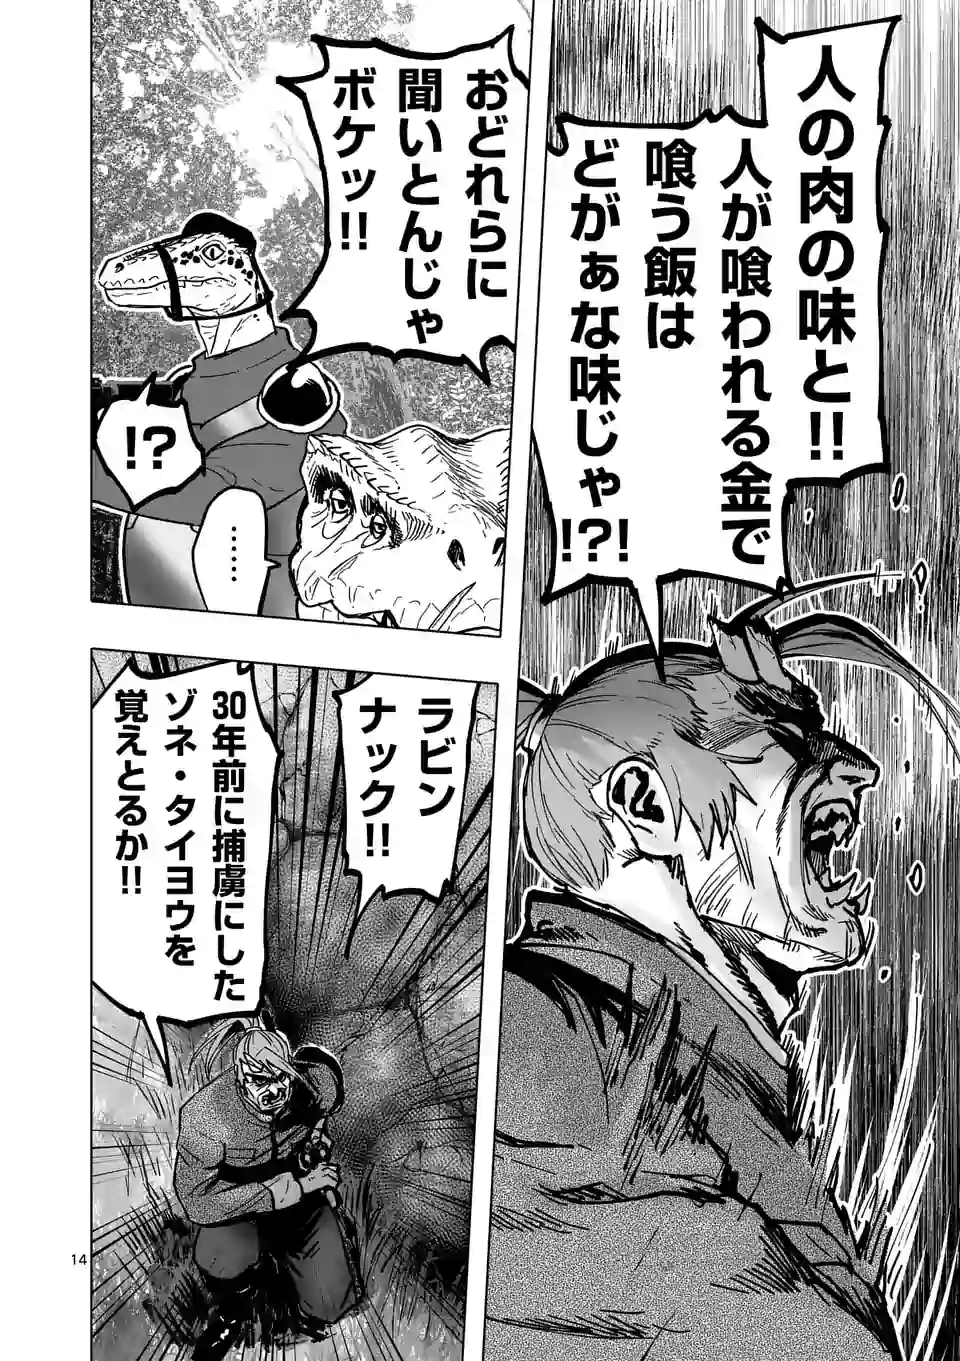 人の肉の味と!!
人が喰われる金で
喰う飯は
どがぁな味じゃ!?!
おどれらに
聞いとんじゃ
ボケッ!!
!?
……
ラビン
ナック!!
30年前に捕虜にした
ゾネ・タイヨウを
覚えとるか!!
14